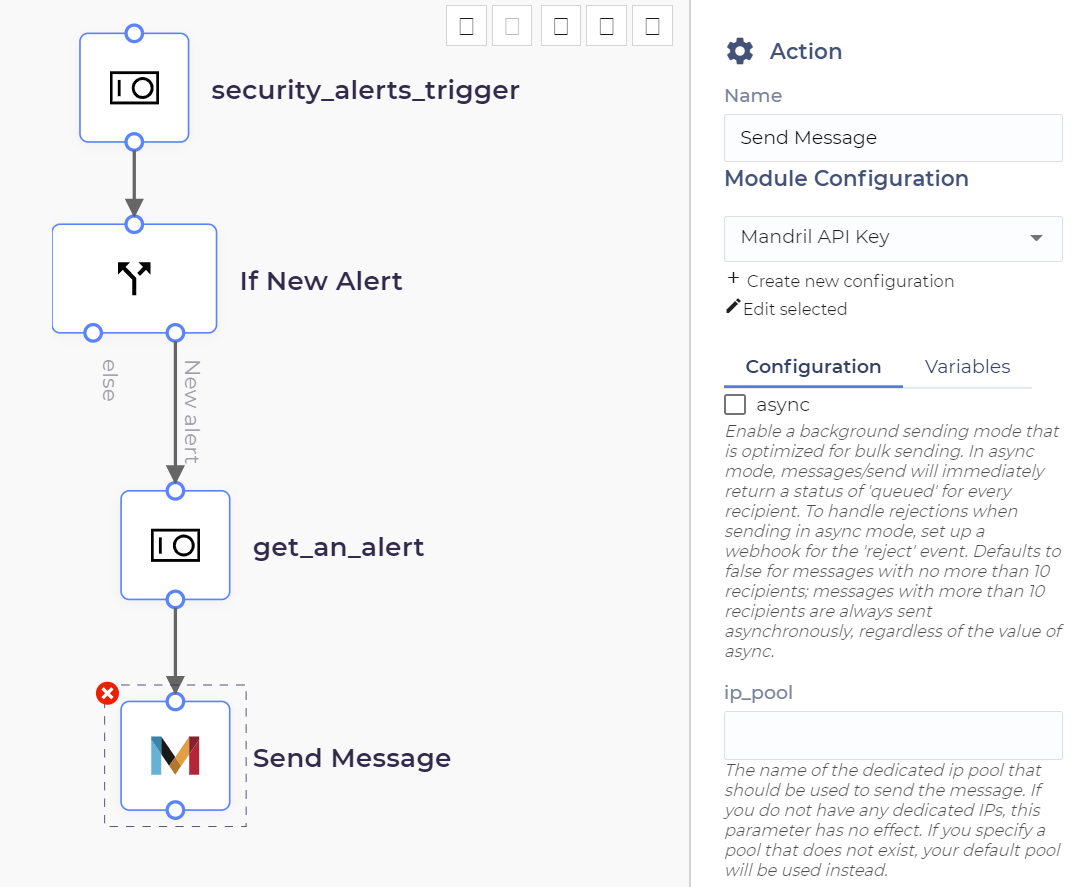 security_alerts_trigger
If New Alert
else
New alert
get_an_alert
Send Message
Action
Name
Send Message
Module Configuration
Mandril API Key
+ Create new configuration
Edit selected
Configuration
Variables
async
Enable a background sending mode that
is optimized for bulk sending. In async
mode, messages/send will immediately
return a status of 'queued' for every
recipient. To handle rejections when
sending in async mode, set up a
webhook for the 'reject' event. Defaults to
false for messages with no more than 10
recipients; messages with more than 10
recipients are always sent
asynchronously, regardless of the value of
async.
ip_pool
The name of the dedicated ip pool that
should be used to send the message. If
you do not have any dedicated IPs, this
parameter has no effect. If you specify a
pool that does not exist, your default pool
will be used instead.